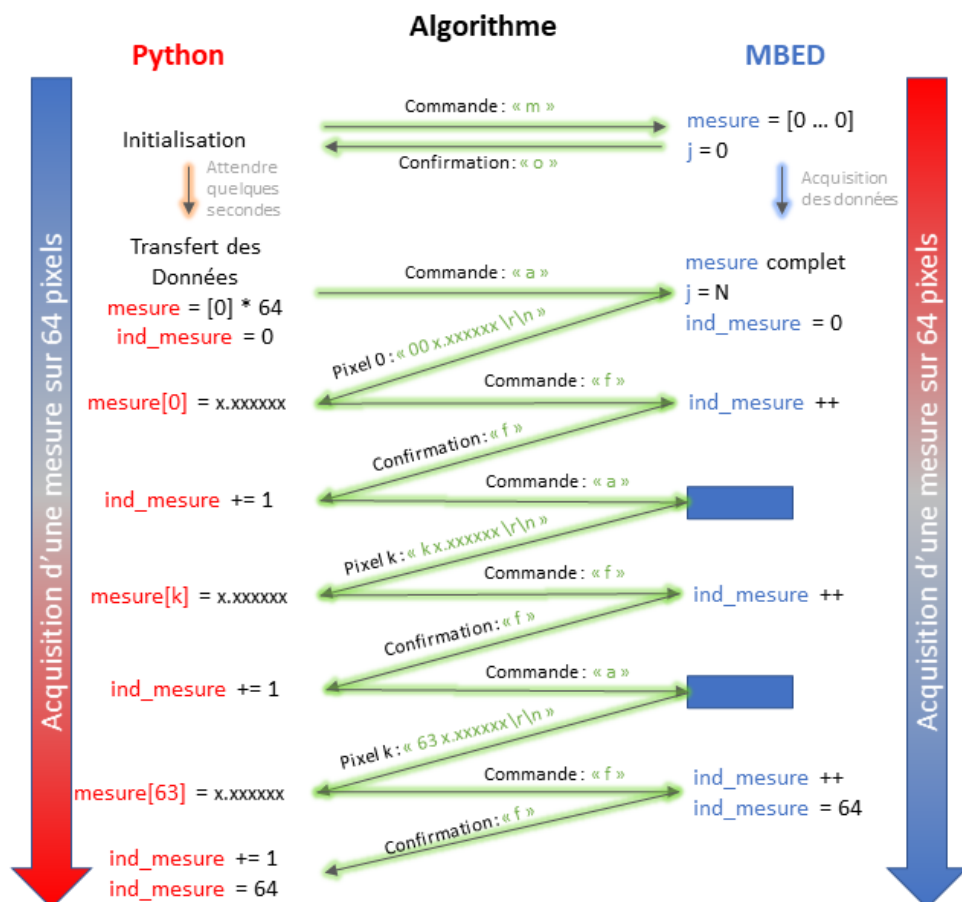 Algorithme
Python
MBED
Commande : « m »
Initialisation
mesure = [0 ... 0]
j = 0
Confirmation : « o »
Attendre
quelques
secondes
Acquisition
des données
Transfert des
Données
mesure = [0] * 64
ind_mesure = 0
Commande : « a »
mesure complet
j = N
ind_mesure = 0
Pixel 0 : « 00 x.xxxxxx \r\n »
mesure[0] = x.xxxxxx
Commande : « f »
ind_mesure ++
Confirmation : « f »
ind_mesure += 1
Commande : « a »
Pixel k : « k x.xxxxxx \r\n »
mesure[k] = x.xxxxxx
Commande : « f »
ind_mesure ++
Confirmation : « f »
ind_mesure += 1
Commande : « a »
Pixel k : « 63 x.xxxxxx \r\n »
mesure[63] = x.xxxxxx
Commande : « f »
ind_mesure ++
ind_mesure = 64
Confirmation : « f »
ind_mesure += 1
ind_mesure = 64
Acquisition d'une mesure sur 64 pixels
Acquisition d'une mesure sur 64 pixels